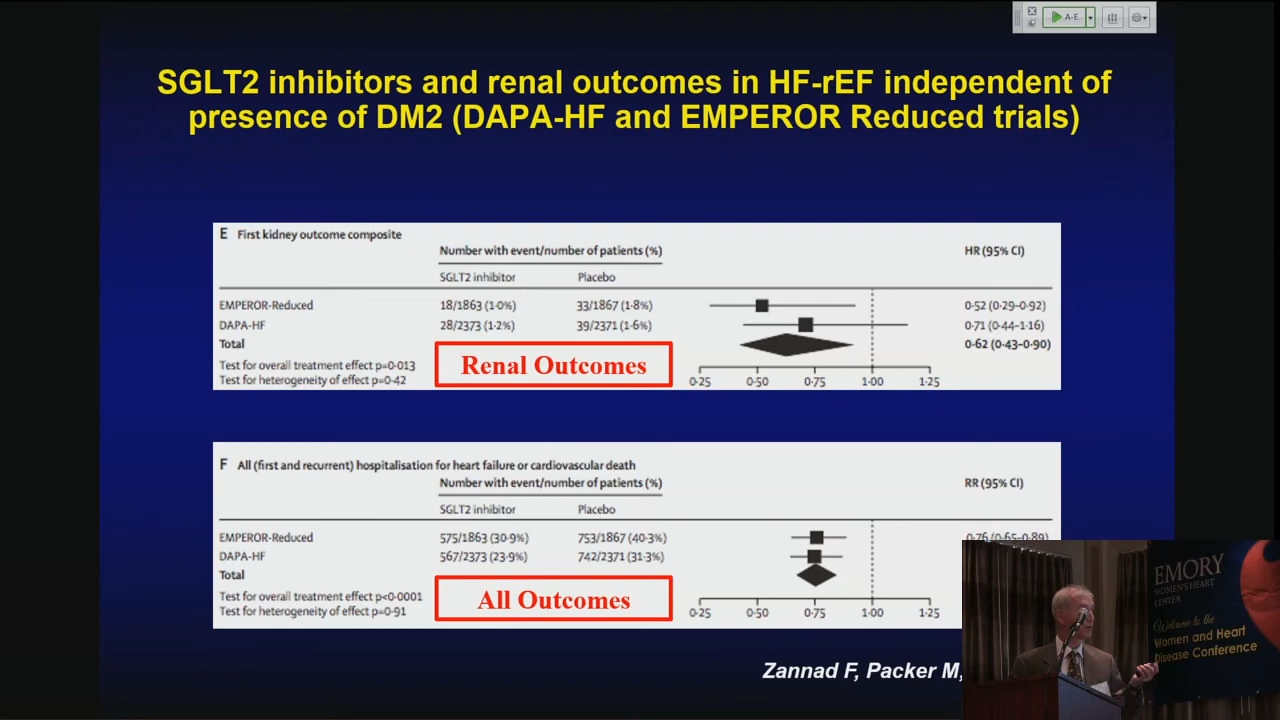 A-E
SGLT2 inhibitors and renal outcomes in HF-rEF independent of
presence of DM2 (DAPA-HF and EMPEROR Reduced trials)
E First kidney outcome composite
Number with event/number of patients (%)
HR (95% CI)
SGLT2 inhibitor Placebo
EMPEROR-Reduced 18/1863 (1·0%) 33/1867 (1·8%) 0·52 (0·29–0·92)
DAPA-HF 28/2373 (1·2%) 39/2371 (1·6%) 0·71 (0·44–1·16)
Total 0·62 (0·43–0·90)
Test for overall treatment effect p=0·013
Test for heterogeneity of effect p=0·42
Renal Outcomes
0·25 0·50 0·75 1·00 1·25
F All (first and recurrent) hospitalisation for heart failure or cardiovascular death
Number with event/number of patients (%) RR (95% CI)
SGLT2 inhibitor Placebo
EMPEROR-Reduced 575/1863 (30·9%) 753/1867 (40·3%) 0·76 (0·65–0·89)
DAPA-HF 567/2373 (23·9%) 742/2371 (31·3%)
Total
Test for overall treatment effect p<0·0001
Test for heterogeneity of effect p=0·91
All Outcomes
0·25 0·50 0·75 1·00 1·25
Zannad F, Packer M,
EMORY
WOMEN'S HEART
CENTER
Welcome to the
Women and Heart
Disease Conference